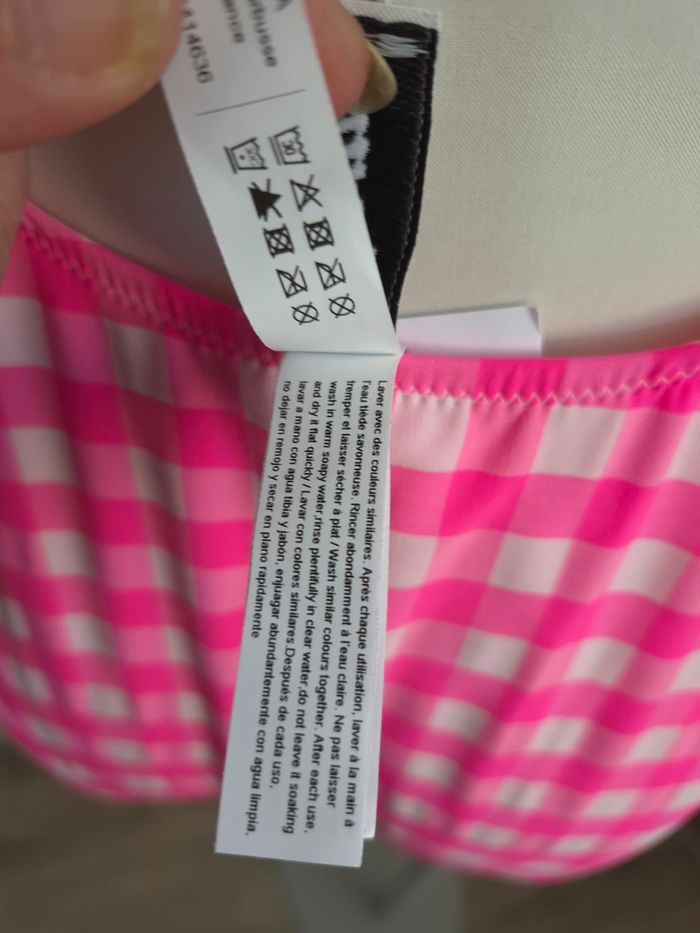 414636
30
Laver avec des couleurs similaires. Après chaque utilisation, laver à la main à
l'eau tiède savonneuse. Rincer abondamment à l'eau claire. Ne pas laisser
tremper et laisser sécher à plat / Wash similar colours together. After each use,
wash in warm soapy water,rinse plentifully in clear water,do not leave it soaking
and dry it flat quickly / Lavar con colores similares.Después de cada uso,
lavar a mano con agua tibia y jabón, enjuagar abundantemente con agua limpia,
no dejar en remojo y secar en plano rapidamente